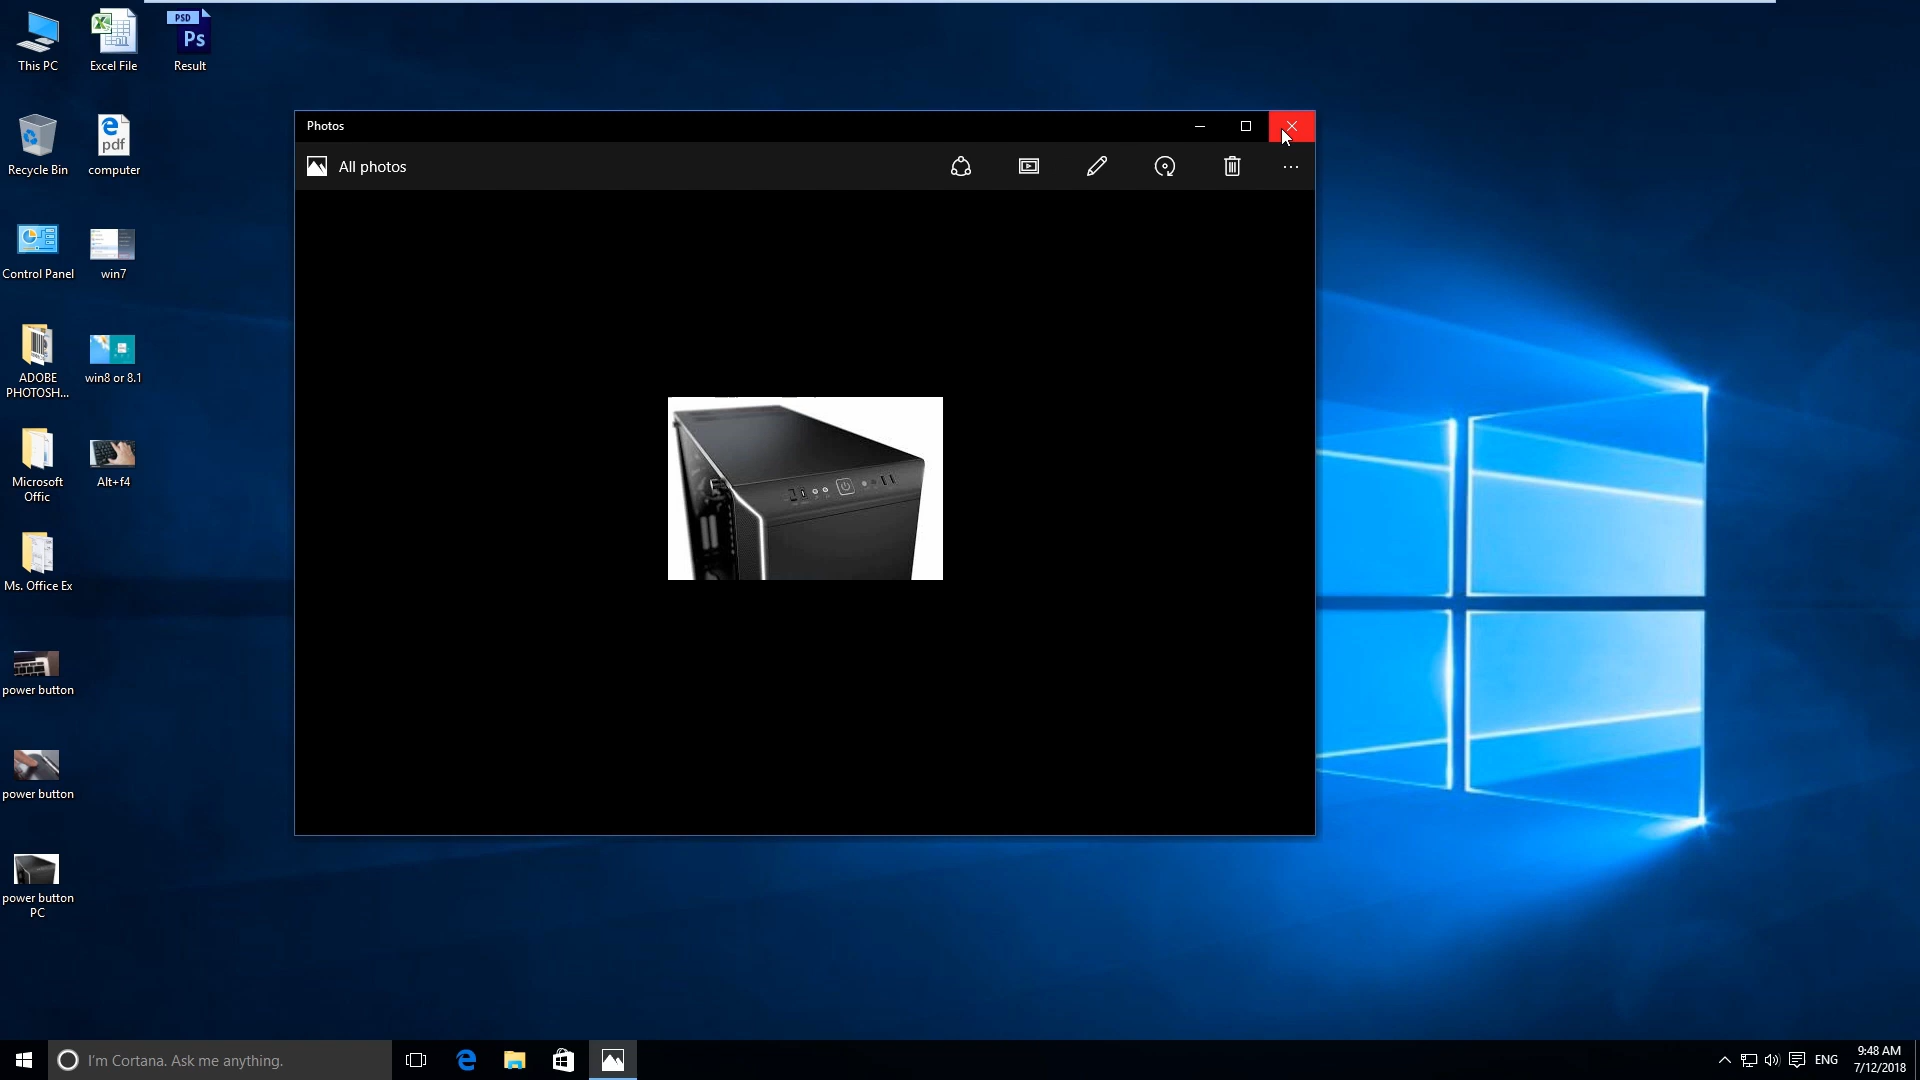 This PC
Excel File
PSD
Ps
Result
Recycle Bin
pdf
computer
Control Panel
win7
ADOBE
PHOTOSH...
win8 or 8.1
Microsoft
Offic
Alt+f4
Ms. Office Ex
power button
power button
power button
PC
Photos
All photos
I'm Cortana. Ask me anything.
ENG
9:48 AM
7/12/2018